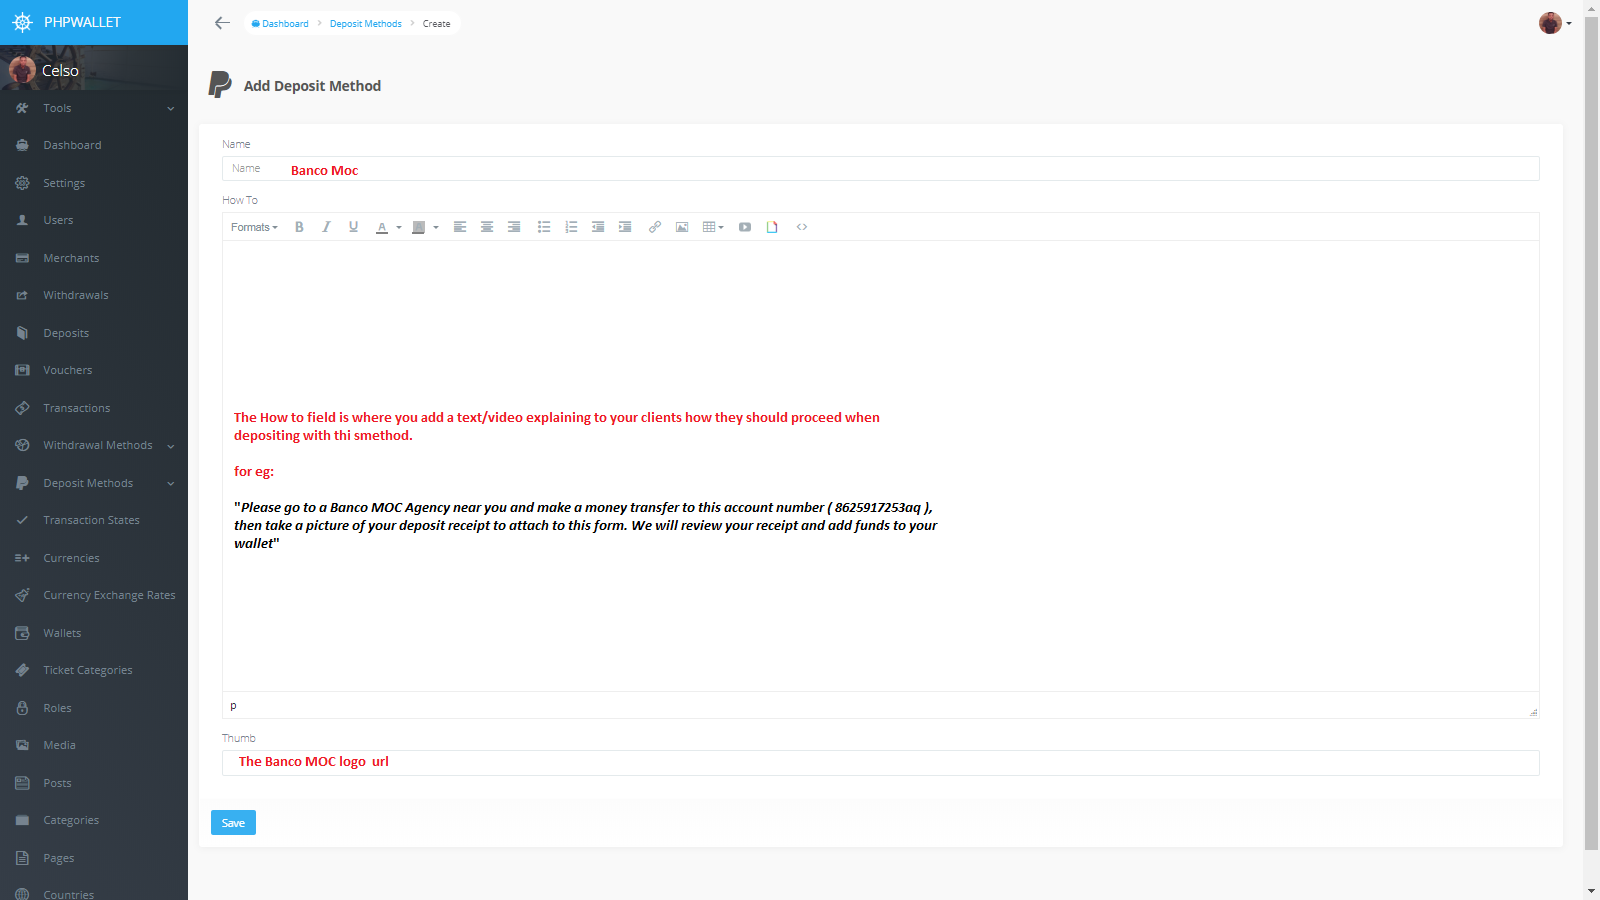 PHPWALLET
Dashboard > Deposit Methods > Create
Celso
Add Deposit Method
Tools
Dashboard
Settings
Users
Merchants
Withdrawals
Deposits
Vouchers
Transactions
Withdrawal Methods
Deposit Methods
Transaction States
Currencies
Currency Exchange Rates
Wallets
Ticket Categories
Roles
Media
Posts
Categories
Pages
Countries
Name
Name Banco Moc
How To
Formats B I U A A
The How to field is where you add a text/video explaining to your clients how they should proceed when
depositing with thi smethod.
for eg:
"Please go to a Banco MOC Agency near you and make a money transfer to this account number ( 8625917253aq ),
then take a picture of your deposit receipt to attach to this form. We will review your receipt and add funds to your
wallet"
p
Thumb
The Banco MOC logo url
Save